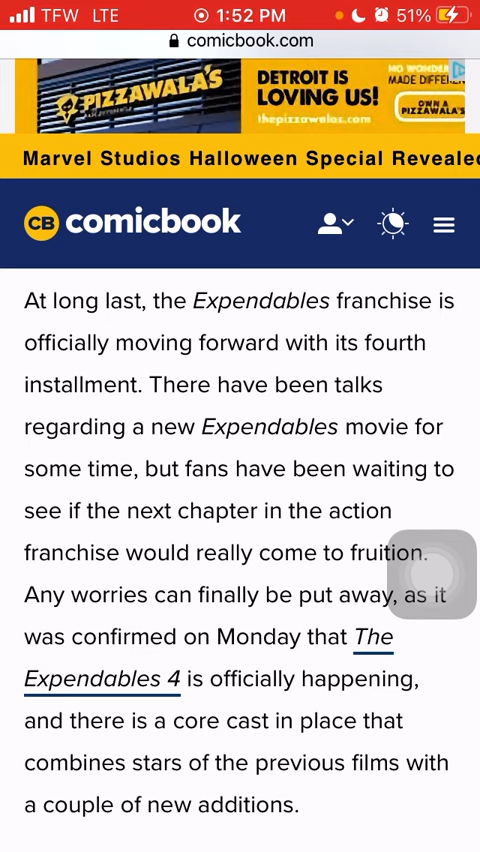 TFW LTE 1:52 PM 51%
comicbook.com
PIZZAWALA'S
DETROIT IS
LOVING US!
thepizzawalas.com
NO WONDER
MADE
OWN A
PIZZAWALA'S
Marvel Studios Halloween Special Revealed
CB comicbook
At long last, the Expendables franchise is
officially moving forward with its fourth
installment. There have been talks
regarding a new Expendables movie for
some time, but fans have been waiting to
see if the next chapter in the action
franchise would really come to fruition.
Any worries can finally be put away, as it
was confirmed on Monday that The
Expendables 4 is officially happening,
and there is a core cast in place that
combines stars of the previous films with
a couple of new additions.